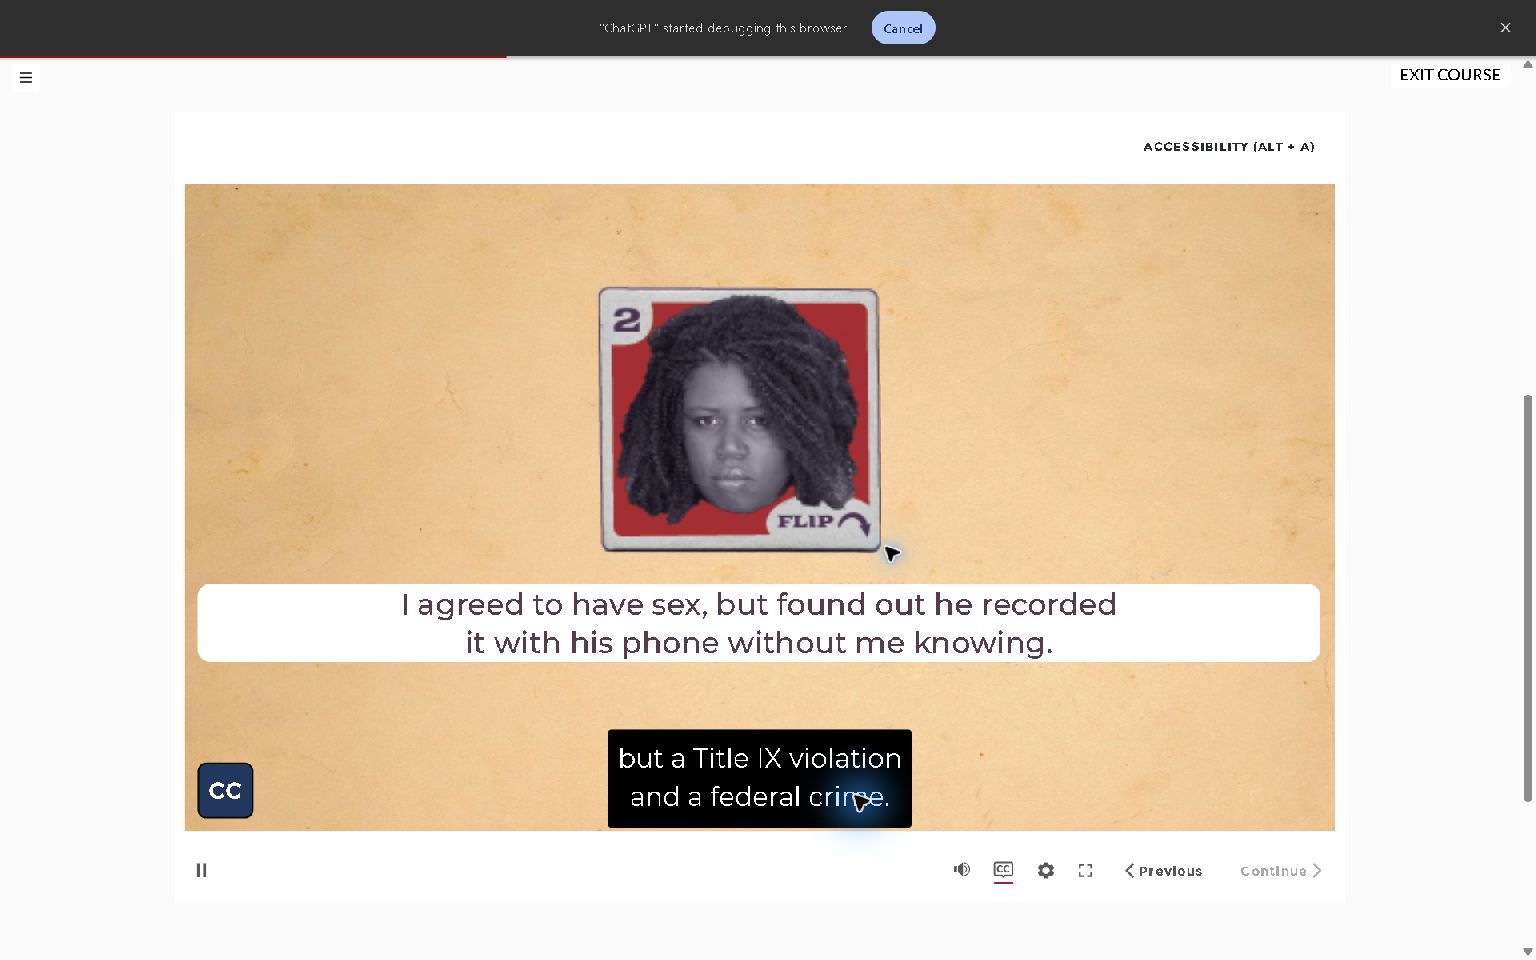 "ChatGPT" started debugging this browser
Cancel
EXIT COURSE
ACCESSIBILITY (ALT + A)
2
FLIP
I agreed to have sex, but found out he recorded
it with his phone without me knowing.
but a Title IX violation
and a federal crime.
CC
CC
Previous
Continue